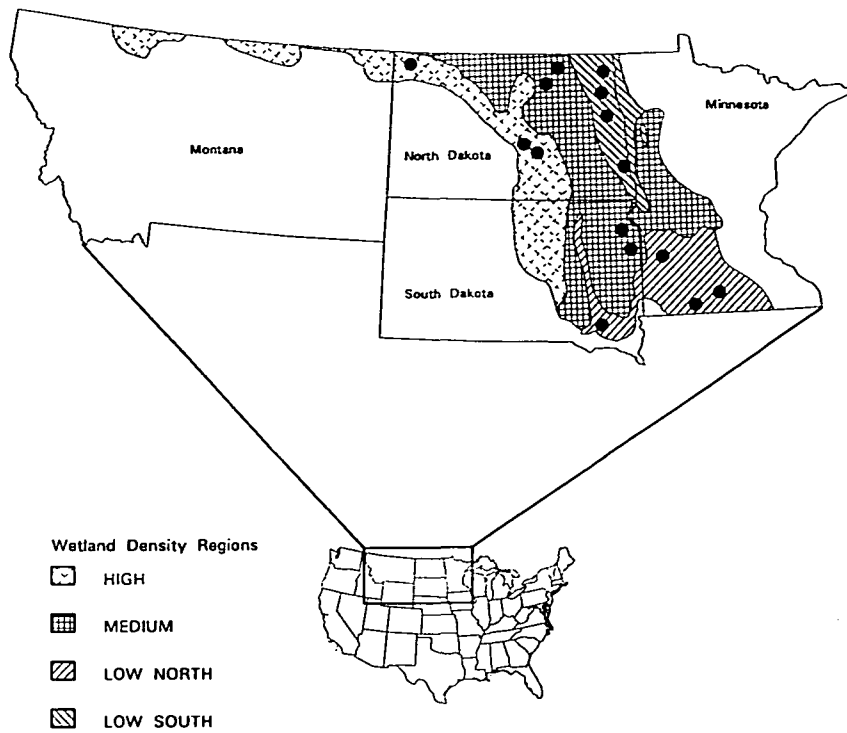 Minnesota
Montana
North Dakota
South Dakota
Wetland Density Regions
HIGH
MEDIUM
LOW NORTH
LOW SOUTH